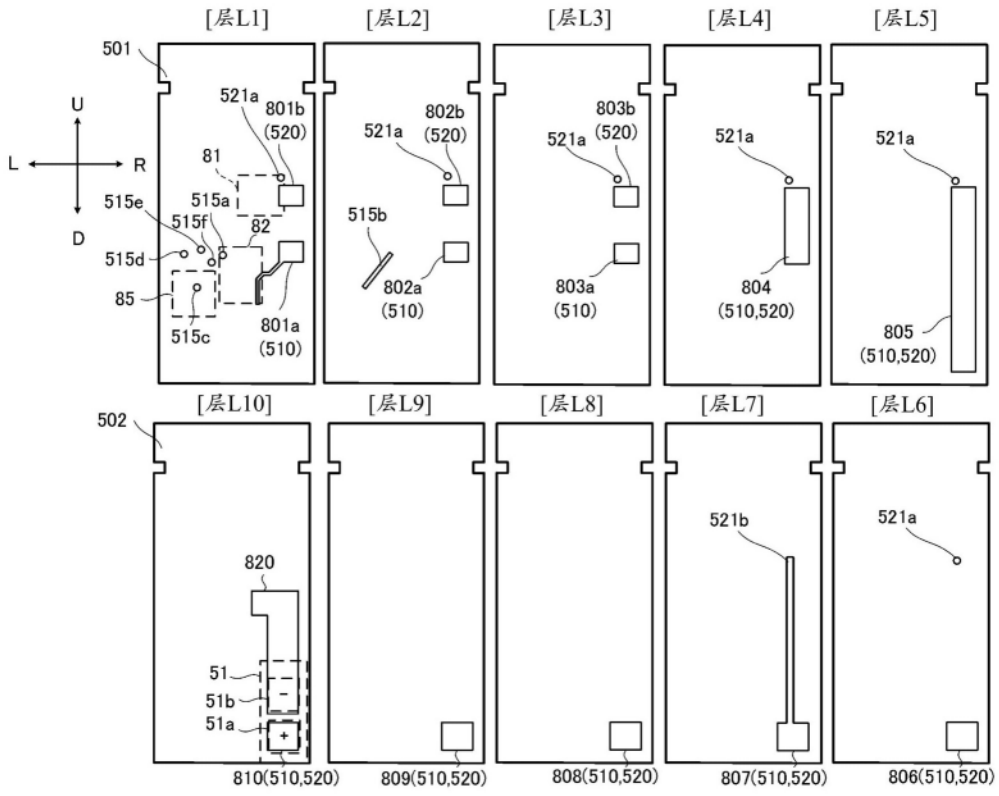 [层L1] [层L2] [层L3] [层L4] [层L5]
501
U
L R
D
521a 801b
(520)
81
515e 515a
515f 82
515d
85
515c
801a
(510)
521a 802b
(520)
515b
802a
(510)
521a 803b
(520)
803a
(510)
521a
804
(510,520)
521a
805
(510,520)
[层L10] [层L9] [层L8] [层L7] [层L6]
502
820
51
51b −
51a +
810(510,520) 809(510,520) 808(510,520) 807(510,520) 806(510,520)
521b
521a